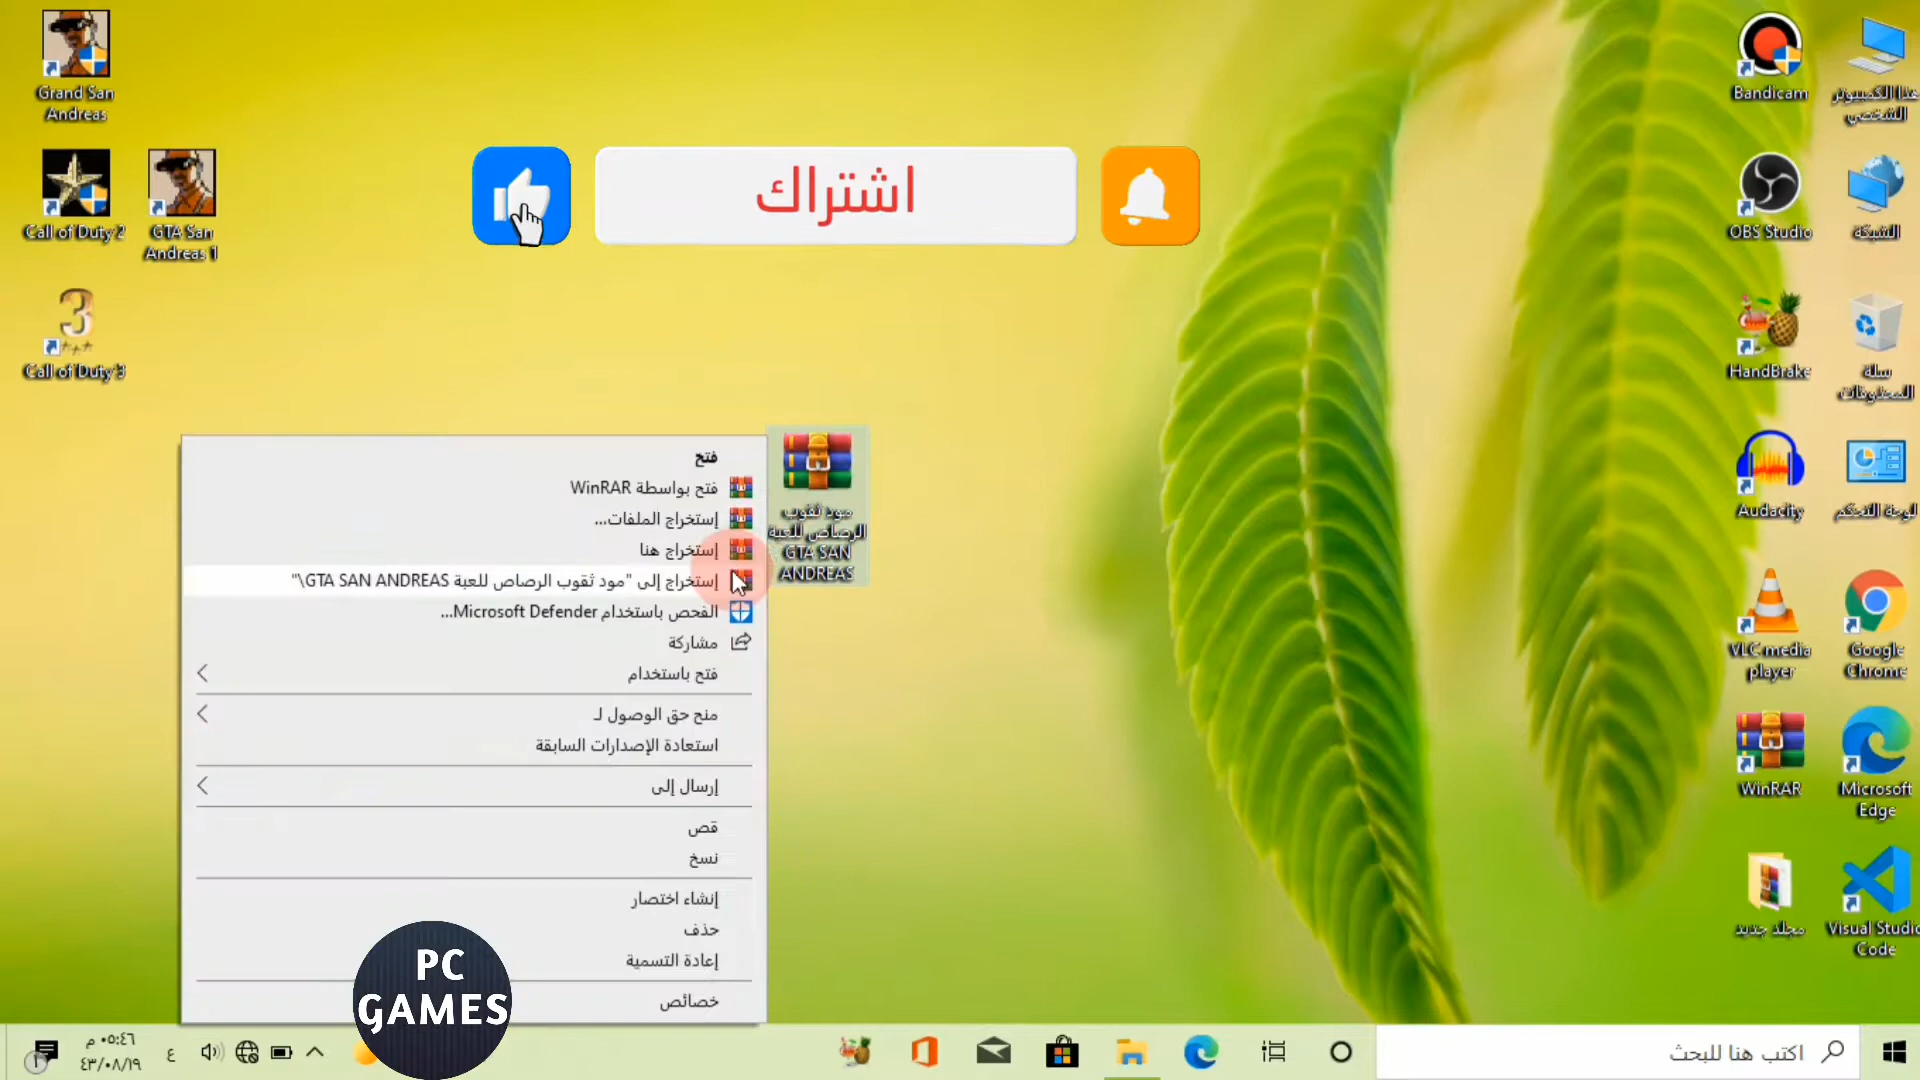 Grand San
Andreas
Call of Duty 2
GTA San
Andreas 1
Call of Duty 3
اشتراك
Bandicam
هذا الكمبيوتر
الشخصي
OBS Studio
الشبكة
HandBrake
سلة
المحذوفات
Audacity
لوحة التحكم
VLC media
player
Google
Chrome
WinRAR
Microsoft
Edge
مجلد جديد
Visual Studio
Code
مود ثقوب
الرصاص للعبة
GTA SAN
ANDREAS
فتح
فتح بواسطة WinRAR
إستخراج الملفات...
إستخراج هنا
إستخراج إلى "مود ثقوب الرصاص للعبة GTA SAN ANDREAS\"
الفحص باستخدام Microsoft Defender...
مشاركة
فتح باستخدام
منح حق الوصول لـ
استعادة الإصدارات السابقة
إرسال إلى
قص
نسخ
إنشاء اختصار
حذف
إعادة التسمية
خصائص
PC
GAMES
اكتب هنا للبحث
ع
٠٥:٤٦ م
٤٣/٠٨/١٩
١